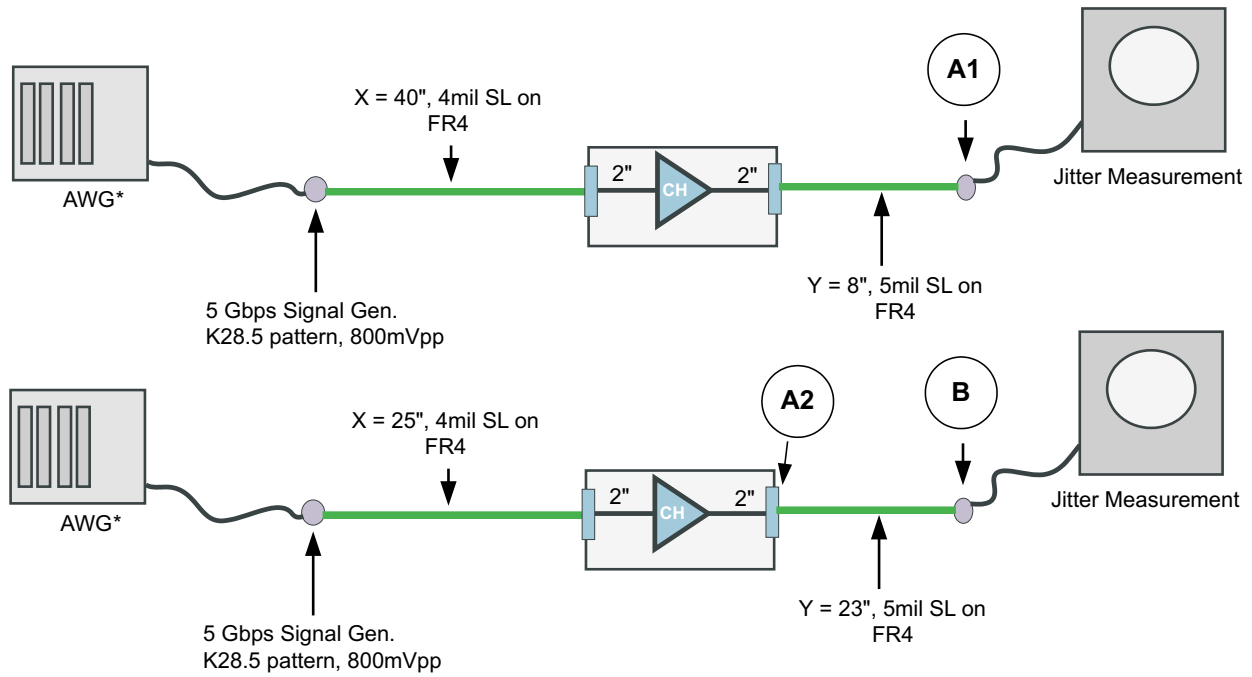 AWG*
X = 40", 4mil SL on
FR4
2"
CH
2"
A1
Jitter Measurement
5 Gbps Signal Gen.
K28.5 pattern, 800mVpp
Y = 8", 5mil SL on
FR4
AWG*
X = 25", 4mil SL on
FR4
2"
CH
2"
A2
B
Jitter Measurement
5 Gbps Signal Gen.
K28.5 pattern, 800mVpp
Y = 23", 5mil SL on
FR4